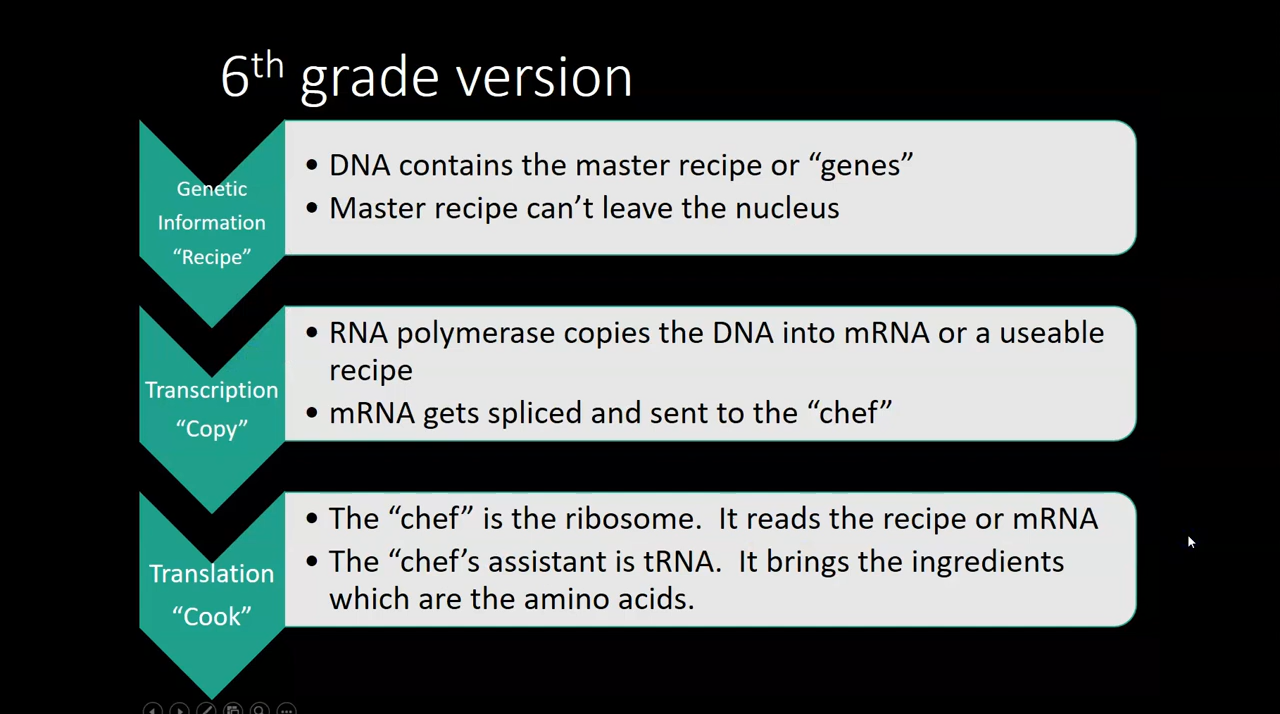 6th grade version
Genetic
Information
“Recipe”
• DNA contains the master recipe or “genes”
• Master recipe can’t leave the nucleus
Transcription
“Copy”
• RNA polymerase copies the DNA into mRNA or a useable
recipe
• mRNA gets spliced and sent to the “chef”
Translation
“Cook”
• The “chef” is the ribosome.  It reads the recipe or mRNA
• The “chef’s assistant is tRNA.  It brings the ingredients
which are the amino acids.